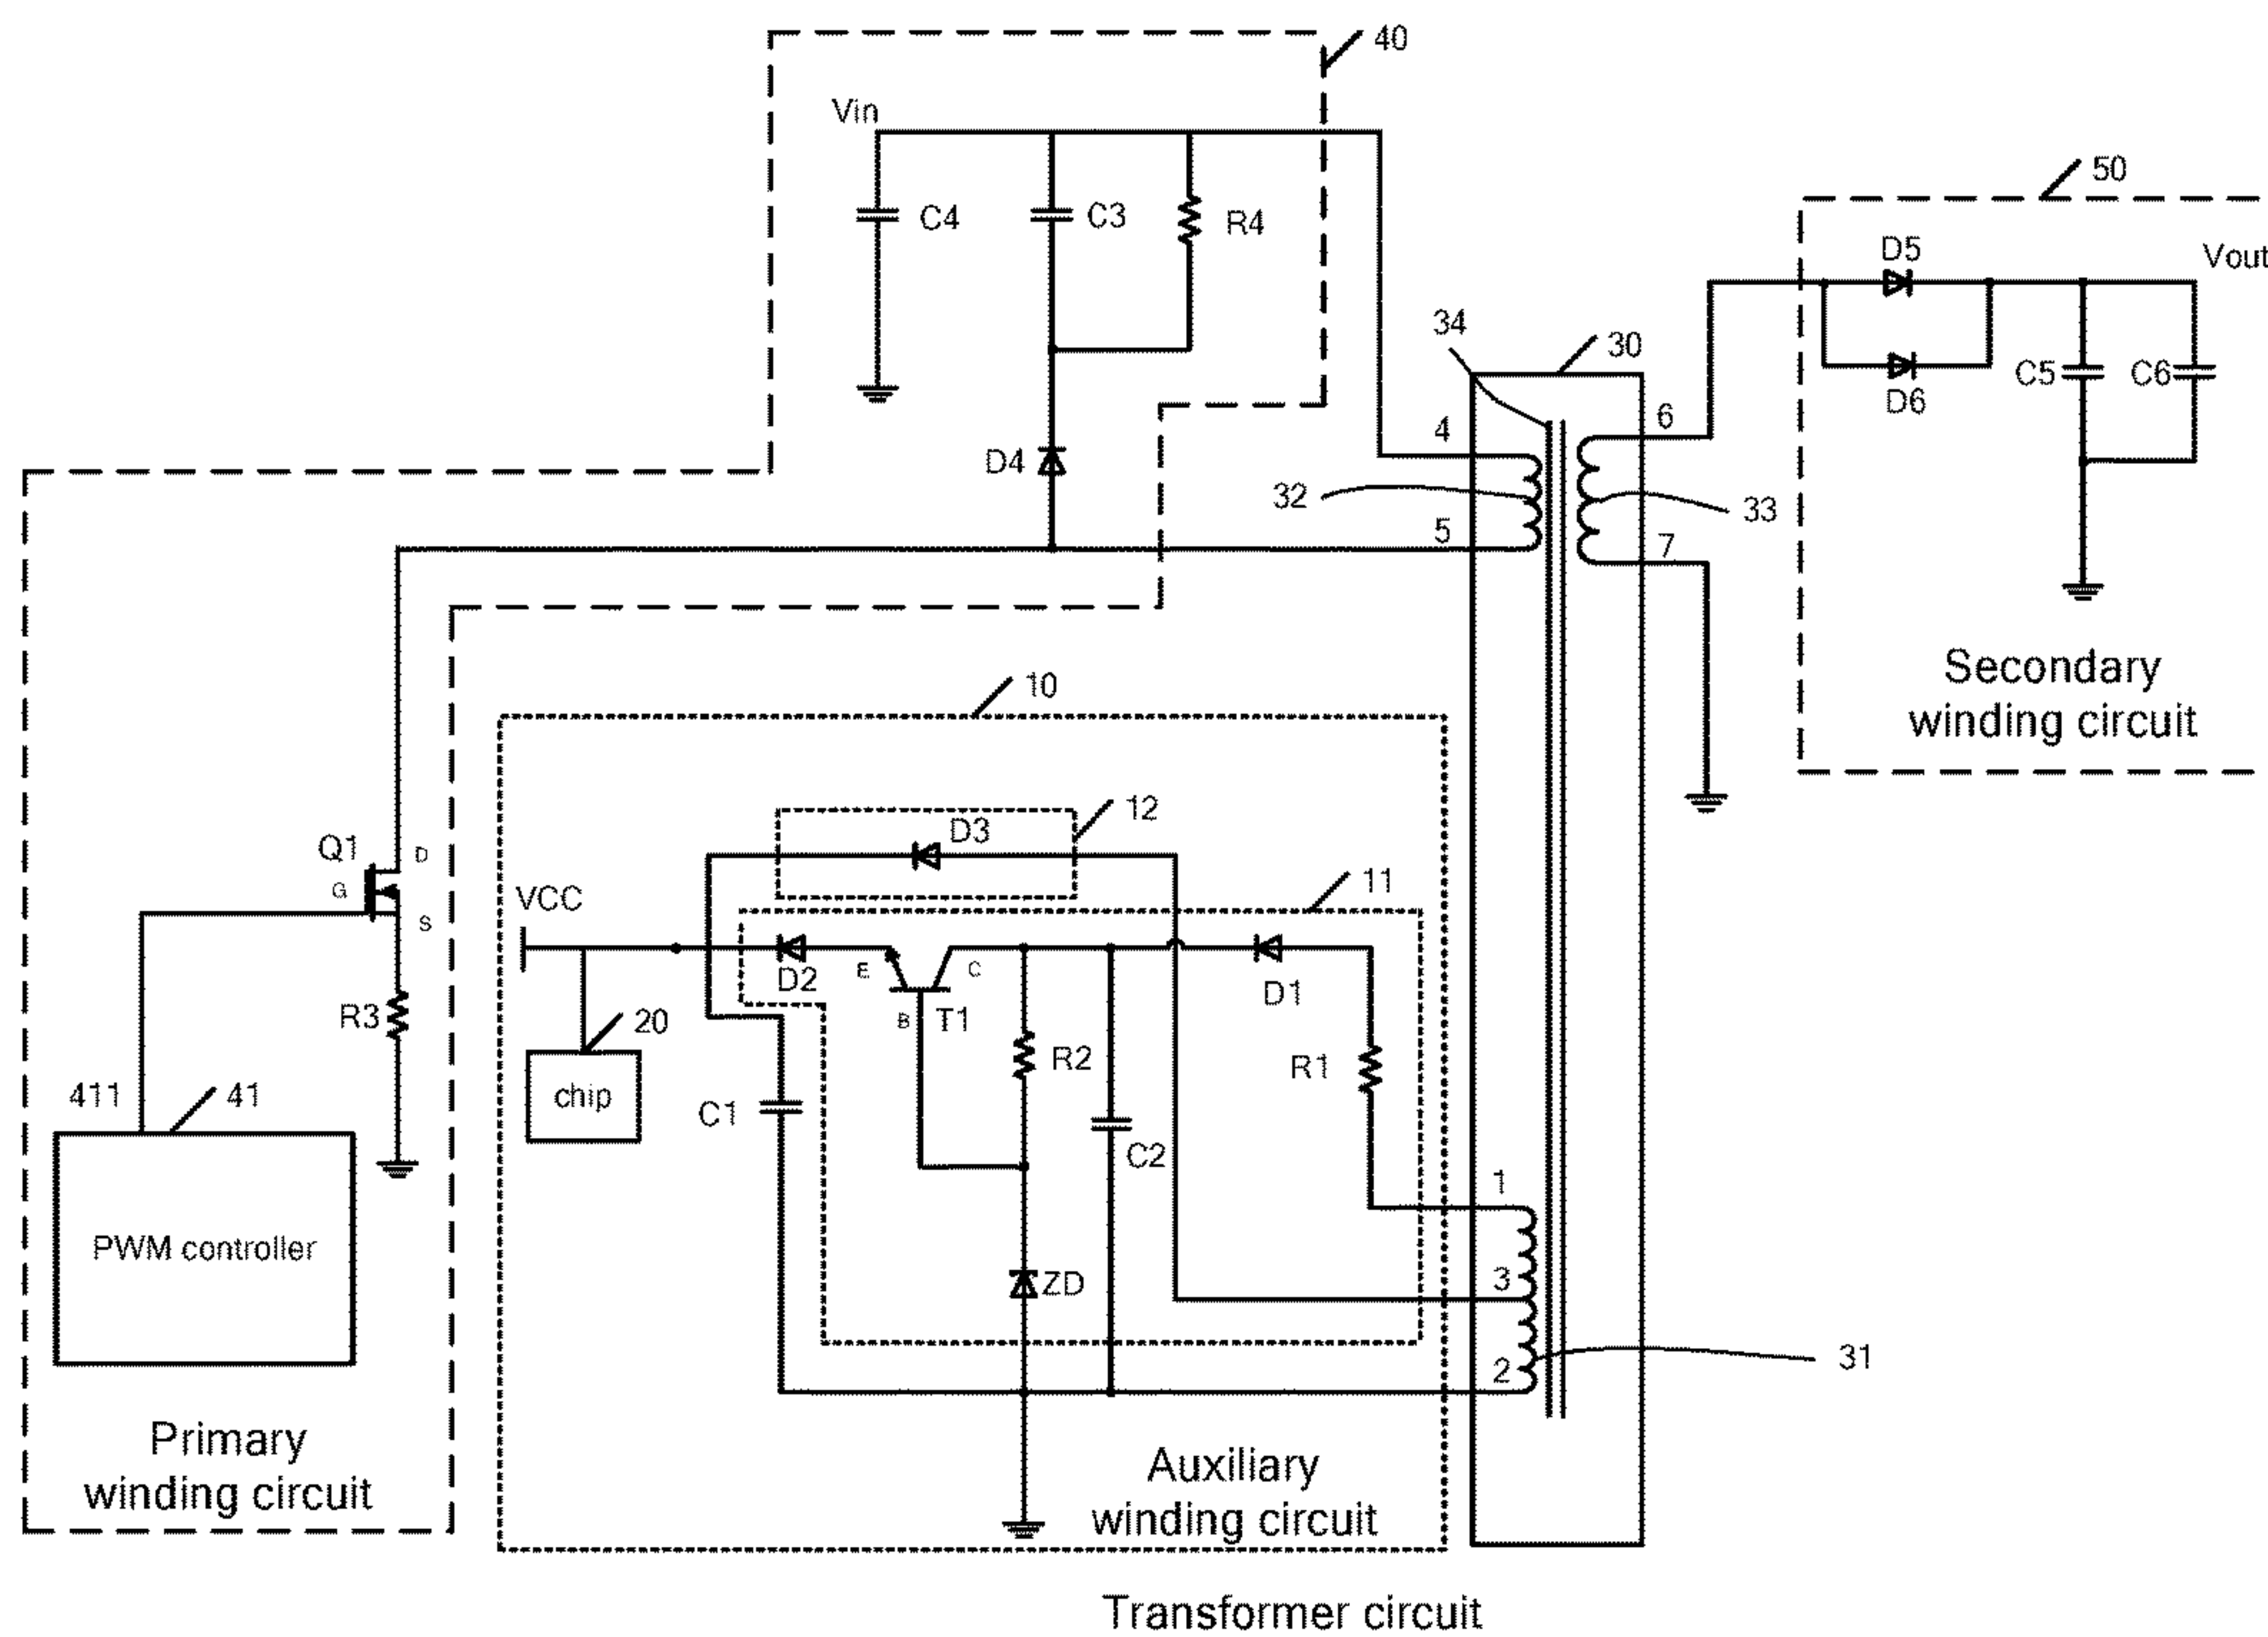 40
Vin
C4
C3
R4
50
D5
Vout
34
30
D6
C5
C6
4
6
D4
32
33
5
7
Secondary
winding circuit
10
12
D3
Q1
D
G
S
VCC
11
D2
E
C
B
T1
D1
R3
20
R2
R1
chip
C1
411
41
C2
1
PWM controller
3
ZD
2
31
Primary
winding circuit
Auxiliary
winding circuit
Transformer circuit